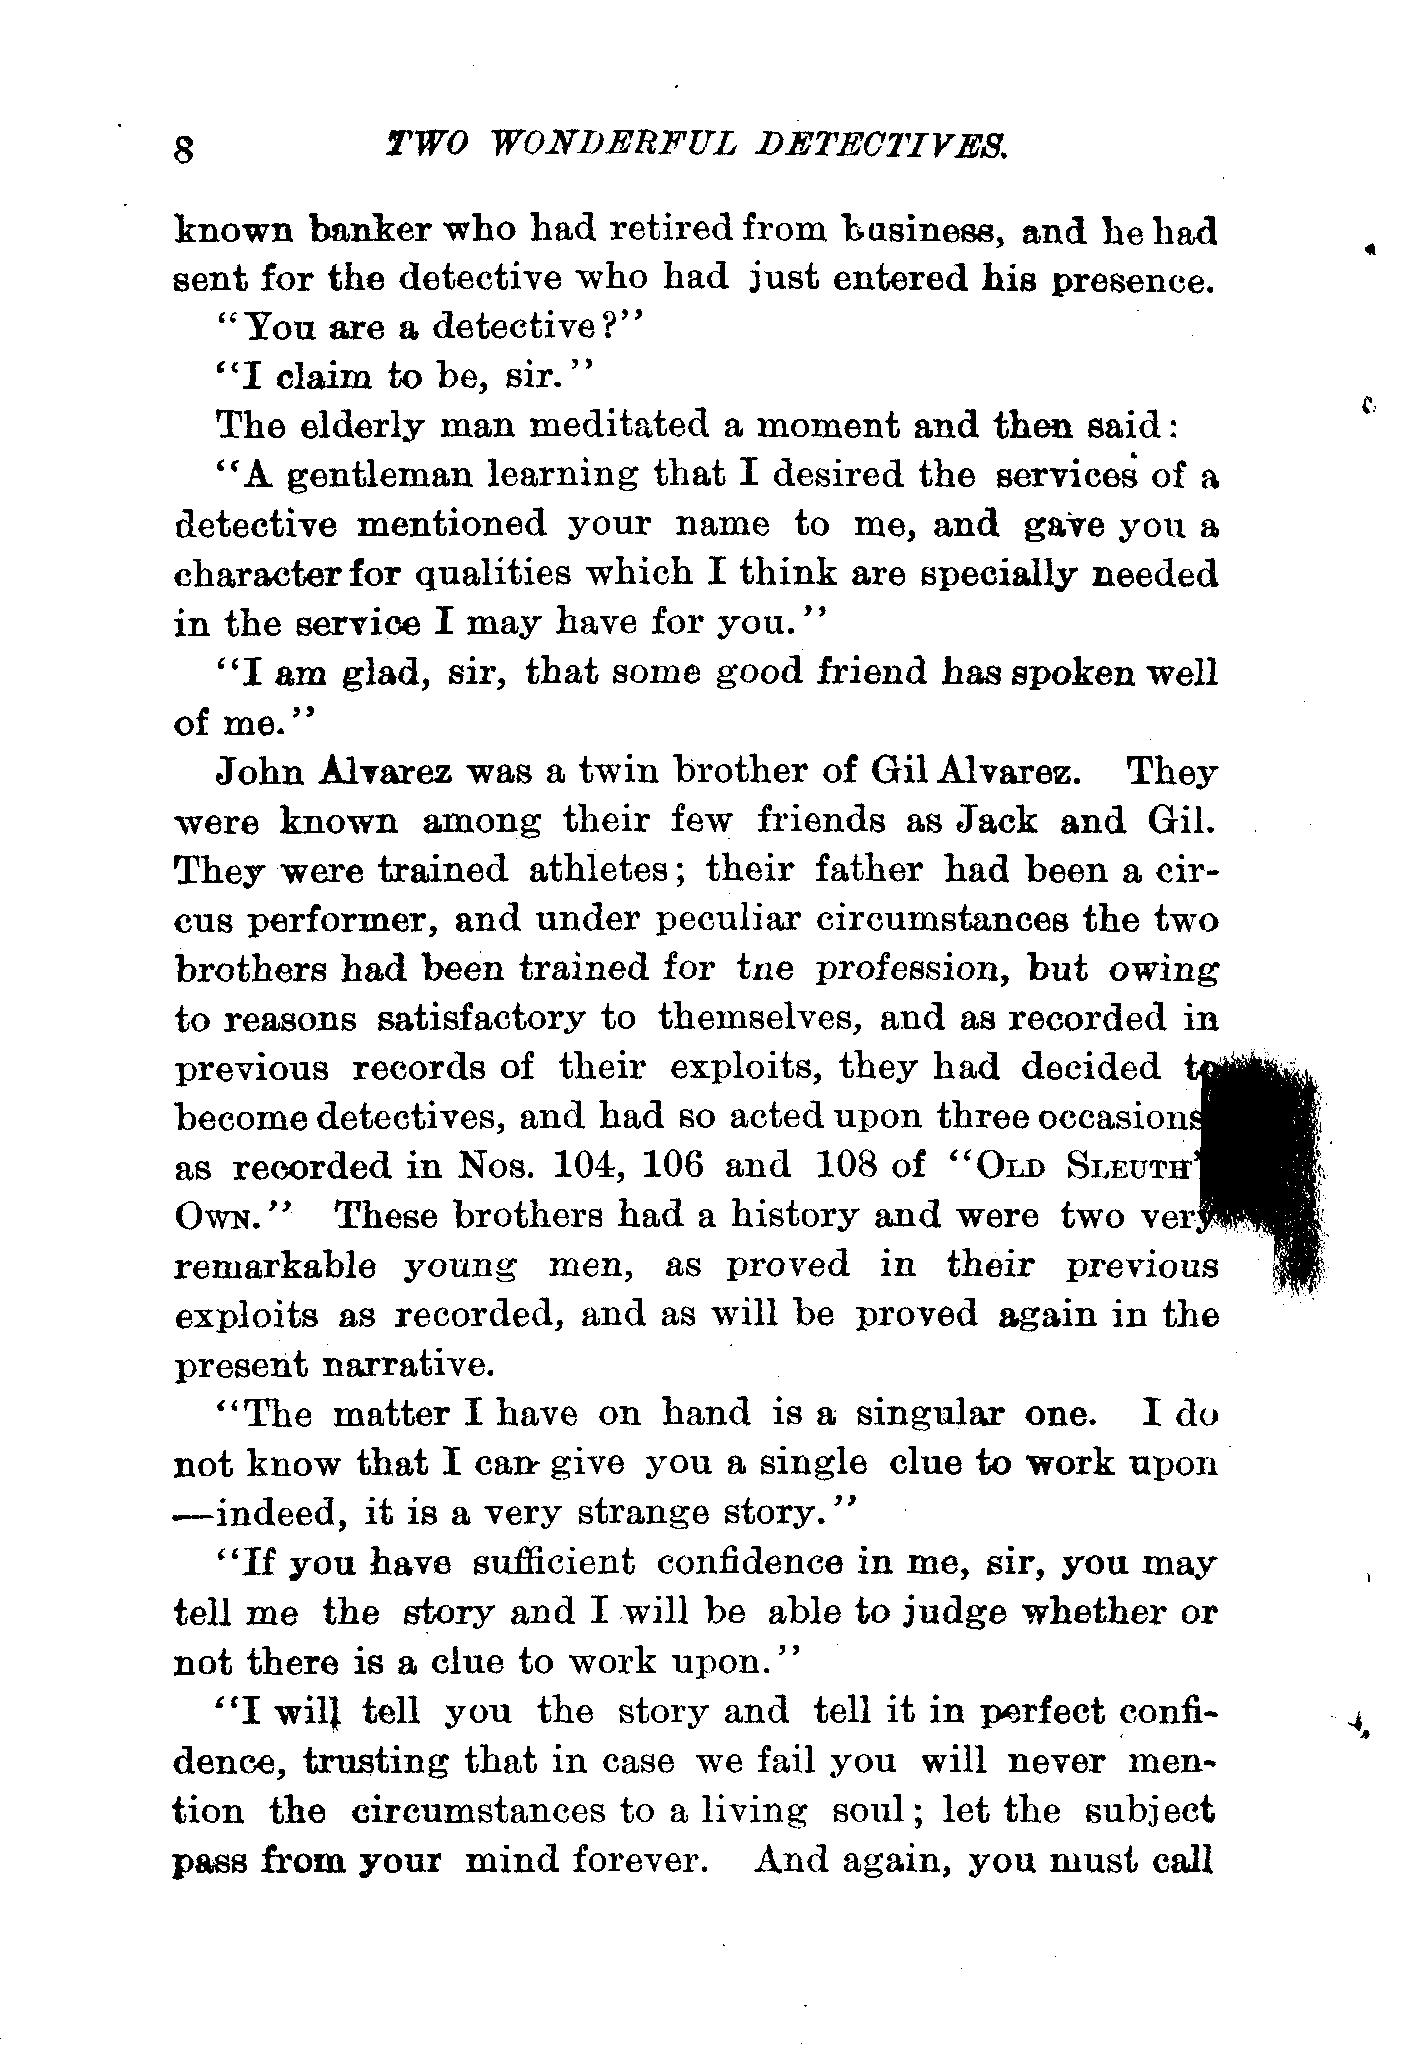 8 TWO WONDERFUL DETECTIVES.
known banker who had retired from business, and he had
sent for the detective who had just entered his presence.
"You are a detective?"
"I claim to be, sir."
The elderly man meditated a moment and then said:
"A gentleman learning that I desired the services of a
detective mentioned your name to me, and gave you a
character for qualities which I think are specially needed
in the service I may have for you."
"I am glad, sir, that some good friend has spoken well
of me."
John Alvarez was a twin brother of Gil Alvarez. They
were known among their few friends as Jack and Gil.
They were trained athletes; their father had been a cir-
cus performer, and under peculiar circumstances the two
brothers had been trained for tne profession, but owing
to reasons satisfactory to themselves, and as recorded in
previous records of their exploits, they had decided to
become detectives, and had so acted upon three occasions
as recorded in Nos. 104, 106 and 108 of "OLD SLEUTH'
OWN." These brothers had a history and were two very
remarkable young men, as proved in their previous
exploits as recorded, and as will be proved again in the
present narrative.
"The matter I have on hand is a singular one. I do
not know that I can give you a single clue to work upon
—indeed, it is a very strange story."
"If you have sufficient confidence in me, sir, you may
tell me the story and I will be able to judge whether or
not there is a clue to work upon."
"I will tell you the story and tell it in perfect confi-
dence, trusting that in case we fail you will never men-
tion the circumstances to a living soul; let the subject
pass from your mind forever. And again, you must call